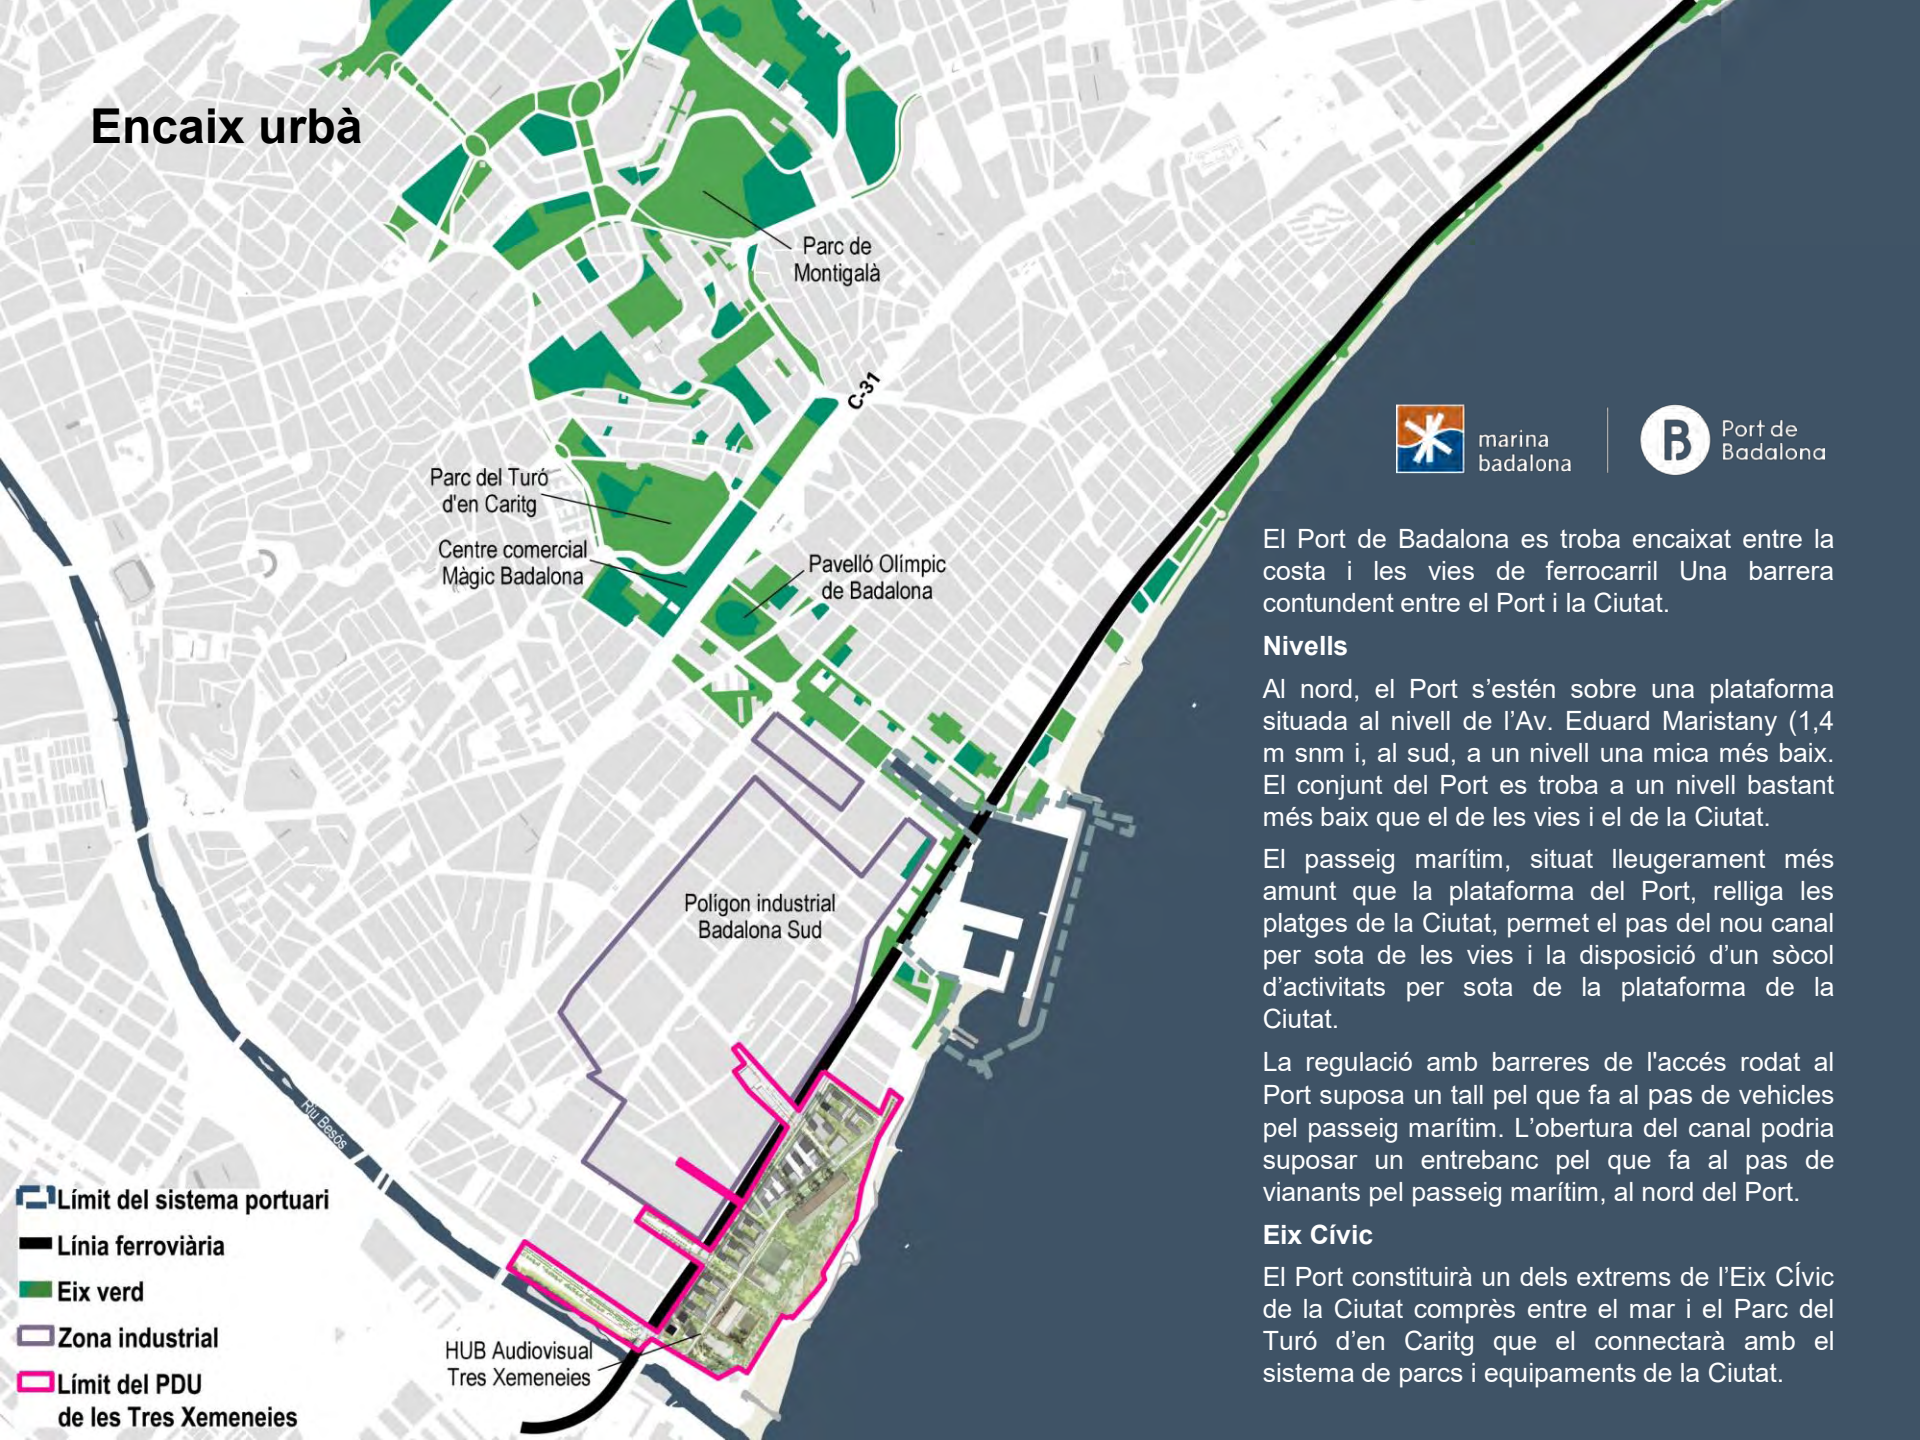 Encaix urbà
Parc de
Montigalà
C-31
Parc del Turó
d'en Caritg
Centre comercial
Màgic Badalona
Pavelló Olímpic
de Badalona
Polígon industrial
Badalona Sud
Riu Besós
HUB Audiovisual
Tres Xemeneies
Límit del sistema portuari
Línia ferroviària
Eix verd
Zona industrial
Límit del PDU
de les Tres Xemeneies
marina
badalona
B
Port de
Badalona
El Port de Badalona es troba encaixat entre la
costa i les vies de ferrocarril Una barrera
contundent entre el Port i la Ciutat.
Nivells
Al nord, el Port s’estén sobre una plataforma
situada al nivell de l’Av. Eduard Maristany (1,4
m snm i, al sud, a un nivell una mica més baix.
El conjunt del Port es troba a un nivell bastant
més baix que el de les vies i el de la Ciutat.
El passeig marítim, situat lleugerament més
amunt que la plataforma del Port, relliga les
platges de la Ciutat, permet el pas del nou canal
per sota de les vies i la disposició d’un sòcol
d’activitats per sota de la plataforma de la
Ciutat.
La regulació amb barreres de l'accés rodat al
Port suposa un tall pel que fa al pas de vehicles
pel passeig marítim. L’obertura del canal podria
suposar un entrebanc pel que fa al pas de
vianants pel passeig marítim, al nord del Port.
Eix Cívic
El Port constituirà un dels extrems de l’Eix CÍvic
de la Ciutat comprès entre el mar i el Parc del
Turó d’en Caritg que el connectarà amb el
sistema de parcs i equipaments de la Ciutat.